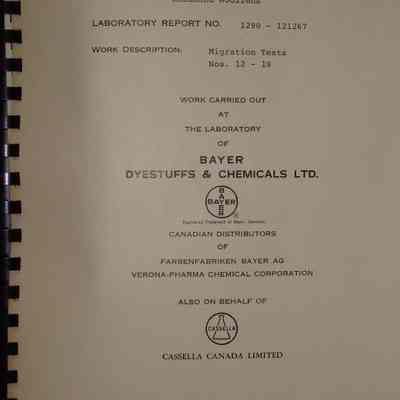 LABORATORY REPORT NO. 1290 - 121267
WORK DESCRIPTION: Migration Tests
Nos. 12 - 19
WORK CARRIED OUT
AT
THE LABORATORY
OF
BAYER
DYESTUFFS & CHEMICALS LTD.
BAYER
BAYER
CANADIAN DISTRIBUTORS
OF
FARBENFABRIKEN BAYER AG
VERONA-PHARMA CHEMICAL CORPORATION
ALSO ON BEHALF OF
CASSELLA
CASSELLA CANADA LIMITED